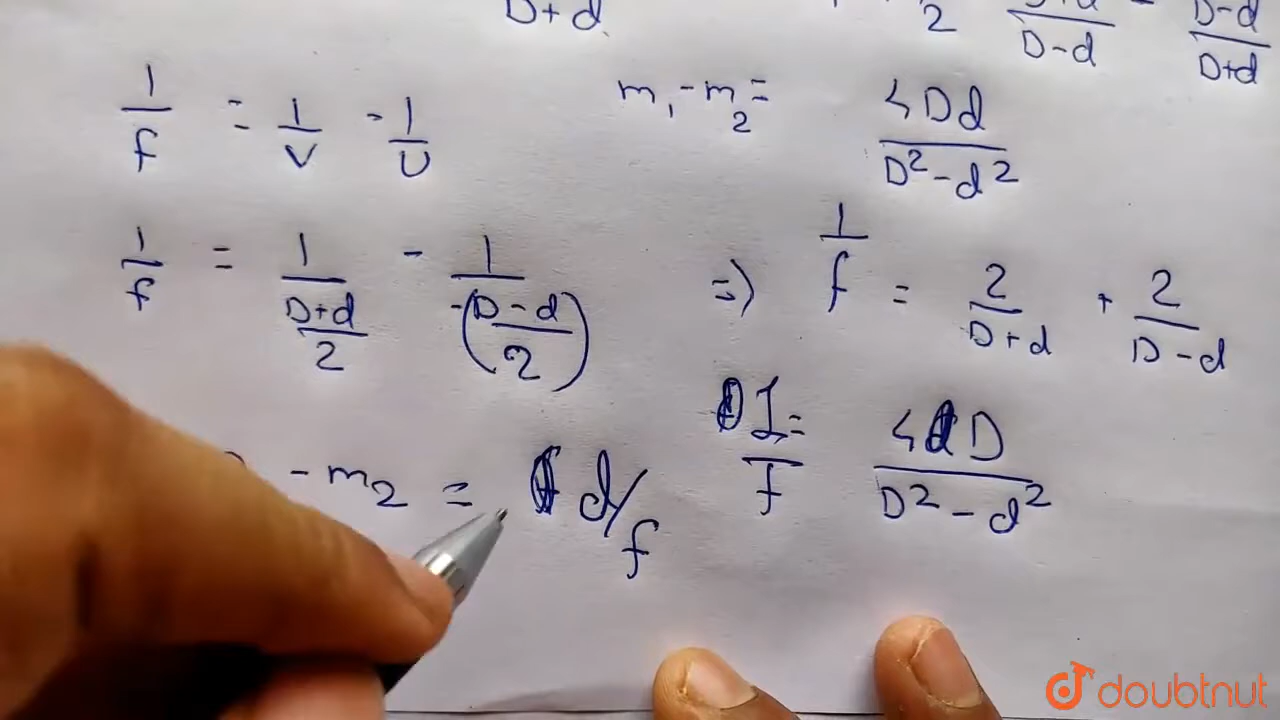 D+d
2 D+d/D-d - D-d/D+d
1/f = 1/v - 1/u
m₁-m₂= 4Dd/D²-d²
1/f = 1/(D+d/2) - 1/-(D-d/2)
=) 1/f = 2/D+d + 2/D-d
1/f = 4D/D²-d²
-m₂ = d/f
doubtnut